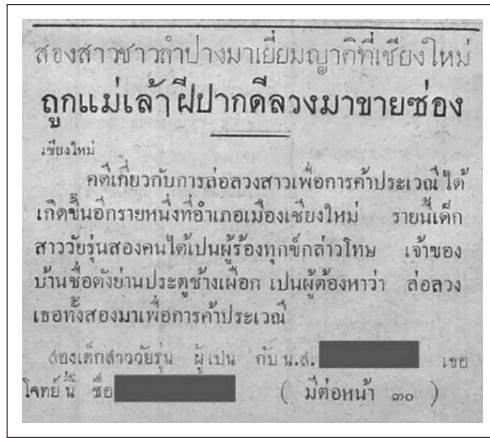 สองสาวชาวลำปางมาเยี่ยมญาติที่เชียงใหม่
ถูกแม่เล้าฝีปากดีลวงมาขายซ่อง
เชียงใหม่
คดีเกี่ยวกับการล่อลวงสาวเพื่อการค้าประเวณี ได้
เกิดขึ้นอีกรายหนึ่งที่อำเภอเมืองเชียงใหม่ รายนี้เด็ก
สาววัยรุ่นสองคนได้เป็นผู้ร้องทุกข์กล่าวโทษ เจ้าของ
บ้านชื่อดังย่านประตูช้างเผือก เป็นผู้ต้องหาว่า ล่อลวง
เธอทั้งสองมาเพื่อการค้าประเวณี
สองเด็กสาววัยรุ่น ผู้เป็น กับ น.ส. เธอ
โจทย์นี้ ชื่อ ( มีต่อหน้า ๓๐ )